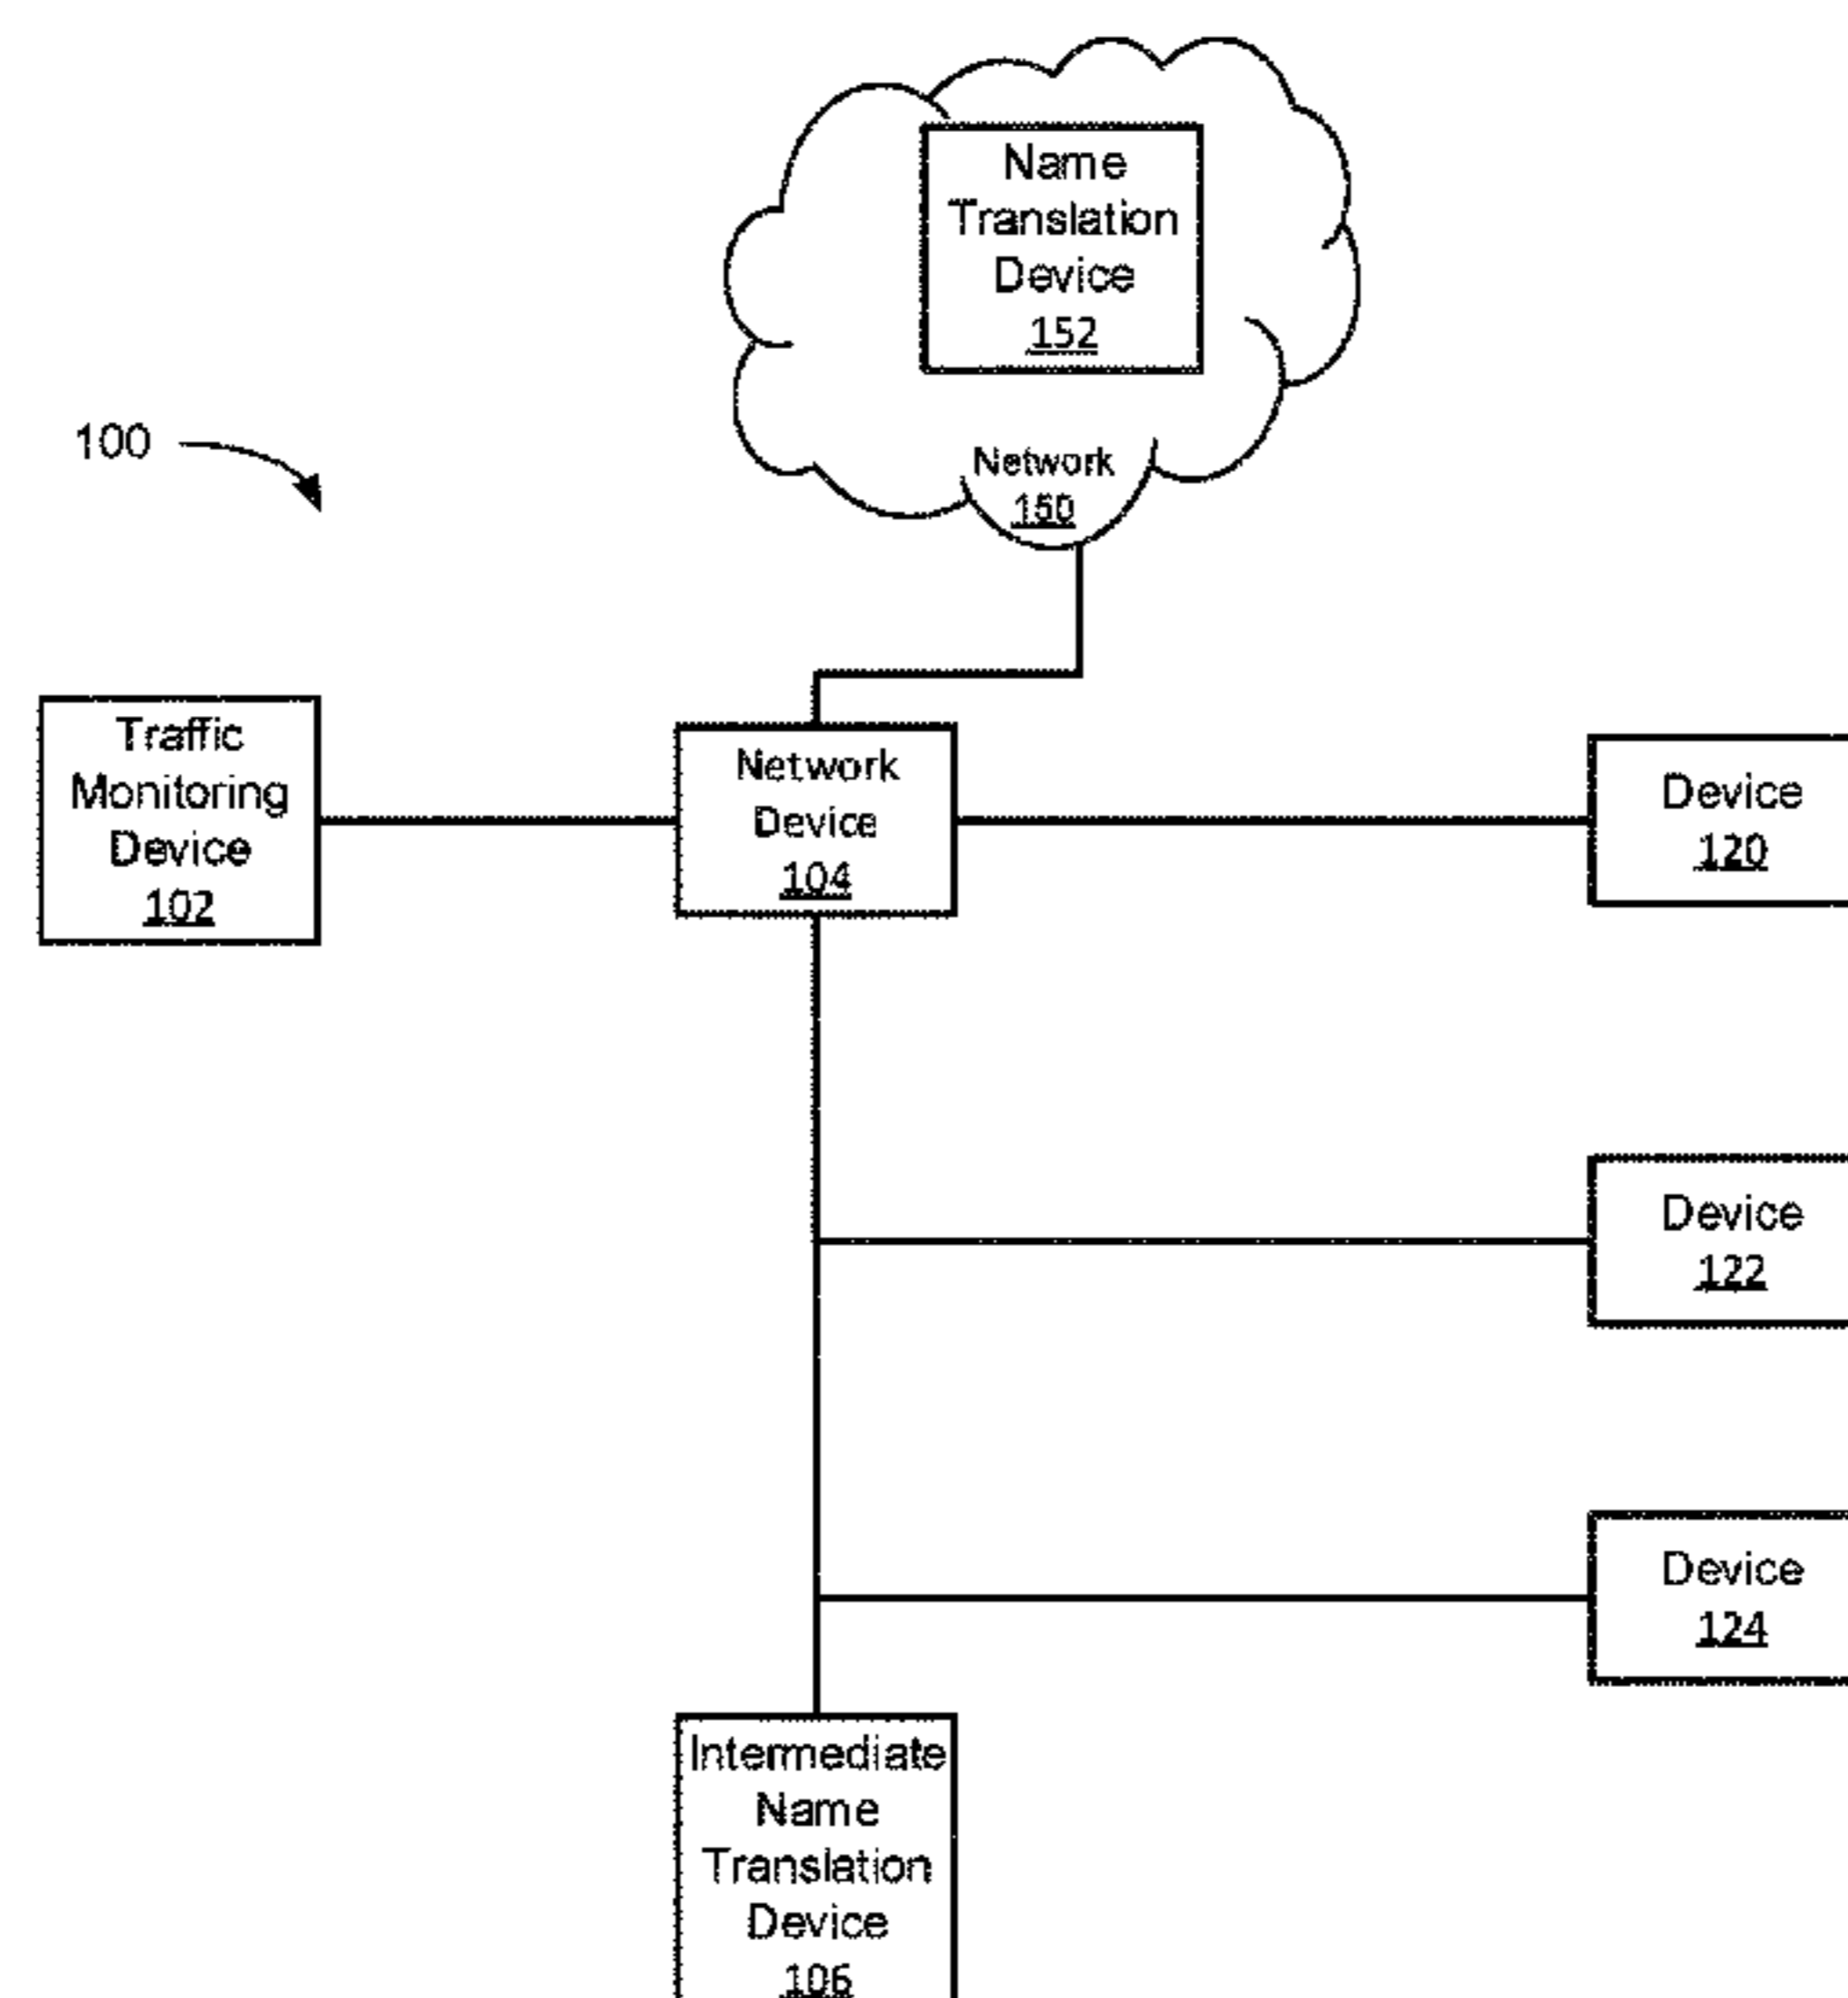 Name
Translation
Device
152
100
Network
150
Traffic
Monitoring
Device
102
Network
Device
104
Device
120
Device
122
Device
124
Intermediate
Name
Translation
Device
106